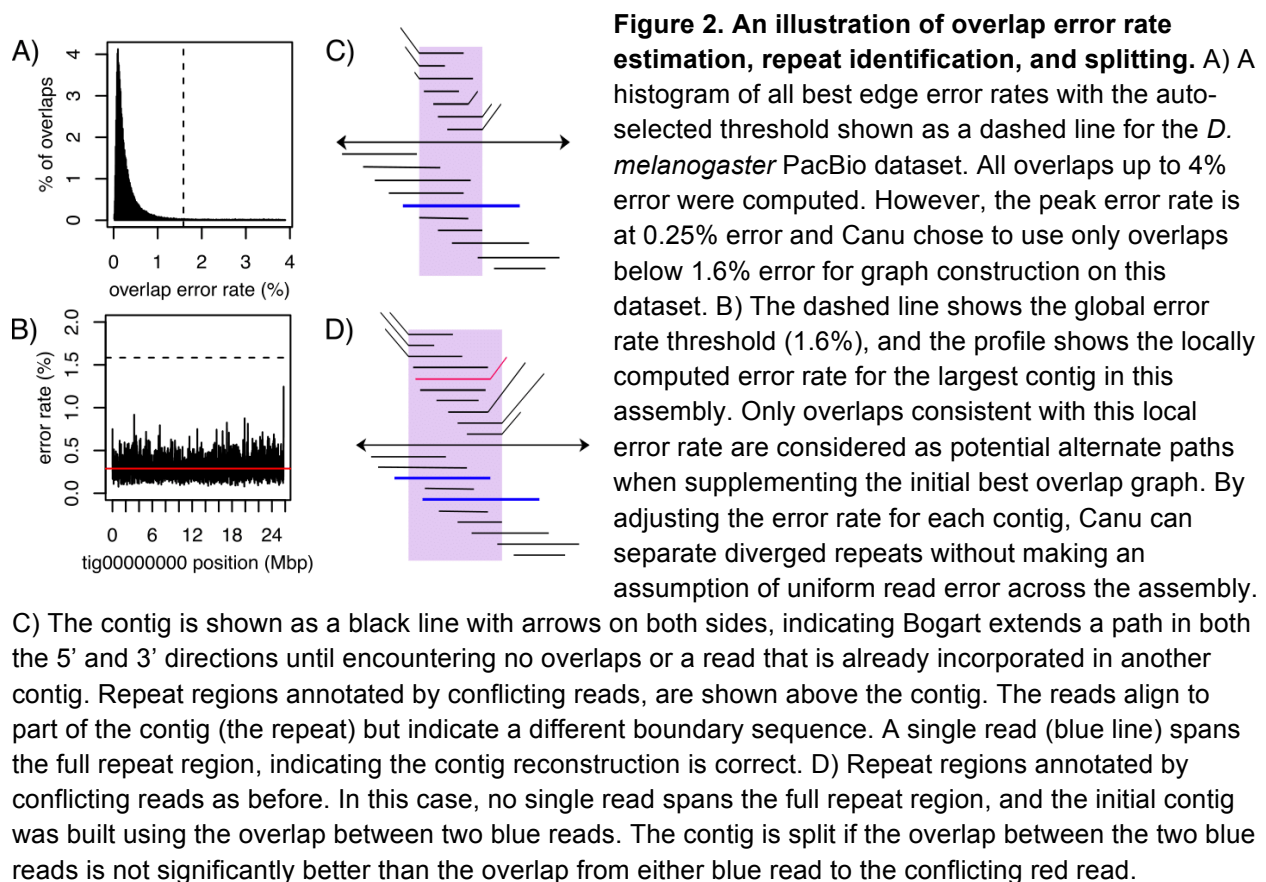 A)
4
3
2
1
0
% of overlaps
0 1 2 3 4
overlap error rate (%)
B)
2.0
1.5
1.0
0.5
0.0
error rate (%)
0 6 12 18 24
tig00000000 position (Mbp)
C)
D)
Figure 2. An illustration of overlap error rate
estimation, repeat identification, and splitting. A) A
histogram of all best edge error rates with the auto-
selected threshold shown as a dashed line for the D.
melanogaster PacBio dataset. All overlaps up to 4%
error were computed. However, the peak error rate is
at 0.25% error and Canu chose to use only overlaps
below 1.6% error for graph construction on this
dataset. B) The dashed line shows the global error
rate threshold (1.6%), and the profile shows the locally
computed error rate for the largest contig in this
assembly. Only overlaps consistent with this local
error rate are considered as potential alternate paths
when supplementing the initial best overlap graph. By
adjusting the error rate for each contig, Canu can
separate diverged repeats without making an
assumption of uniform read error across the assembly.
C) The contig is shown as a black line with arrows on both sides, indicating Bogart extends a path in both
the 5’ and 3’ directions until encountering no overlaps or a read that is already incorporated in another
contig. Repeat regions annotated by conflicting reads, are shown above the contig. The reads align to
part of the contig (the repeat) but indicate a different boundary sequence. A single read (blue line) spans
the full repeat region, indicating the contig reconstruction is correct. D) Repeat regions annotated by
conflicting reads as before. In this case, no single read spans the full repeat region, and the initial contig
was built using the overlap between two blue reads. The contig is split if the overlap between the two blue
reads is not significantly better than the overlap from either blue read to the conflicting red read.